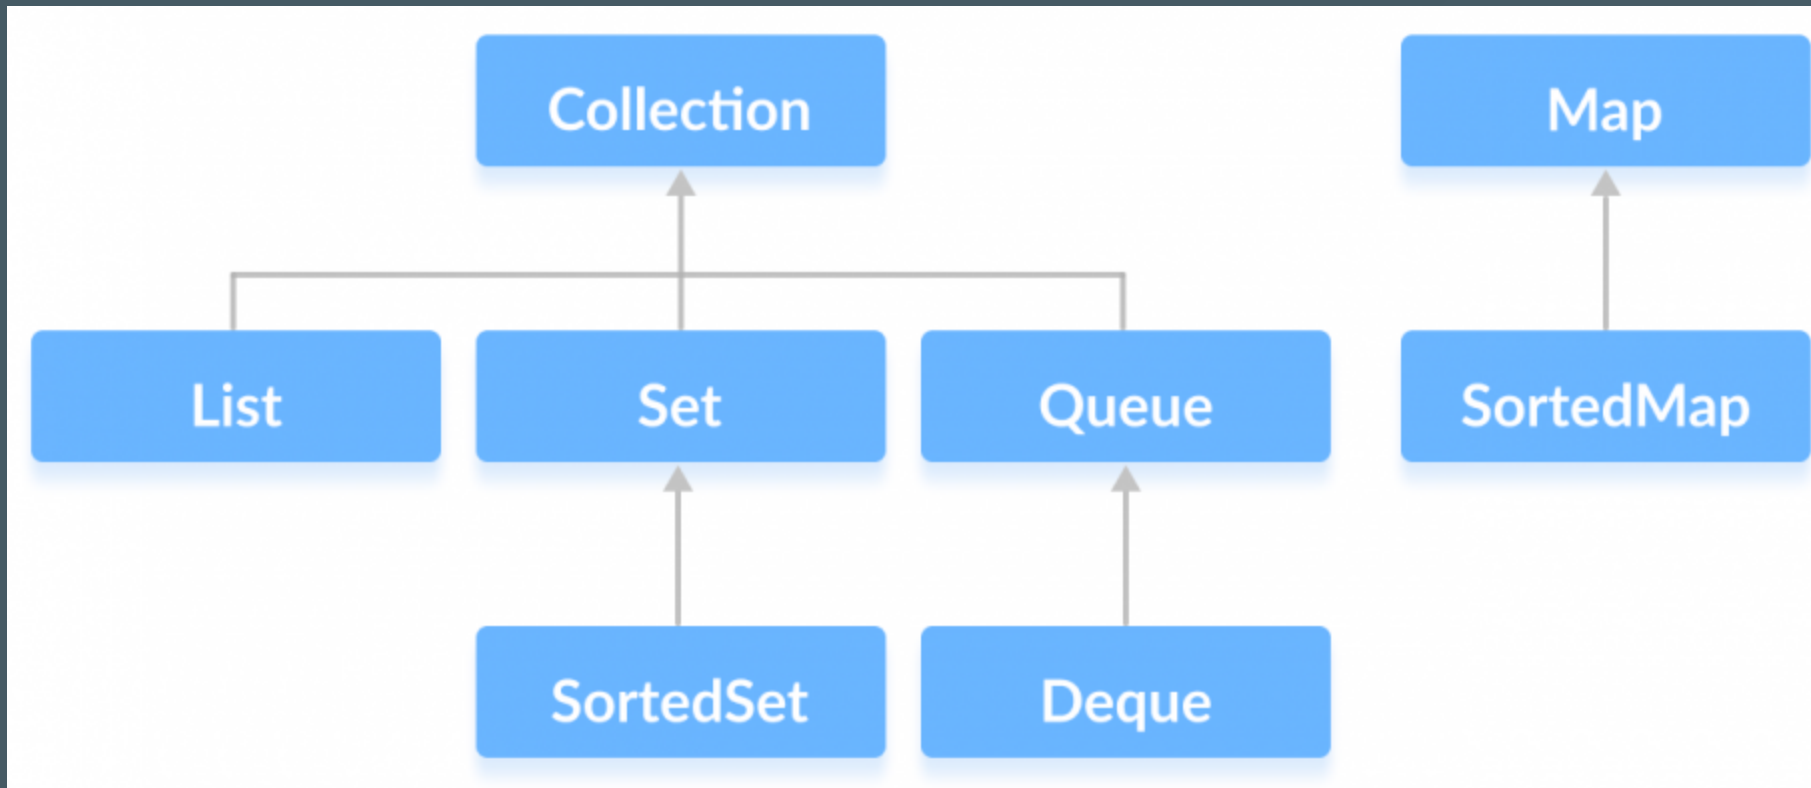 Collection
Map
List
Set
Queue
SortedMap
SortedSet
Deque